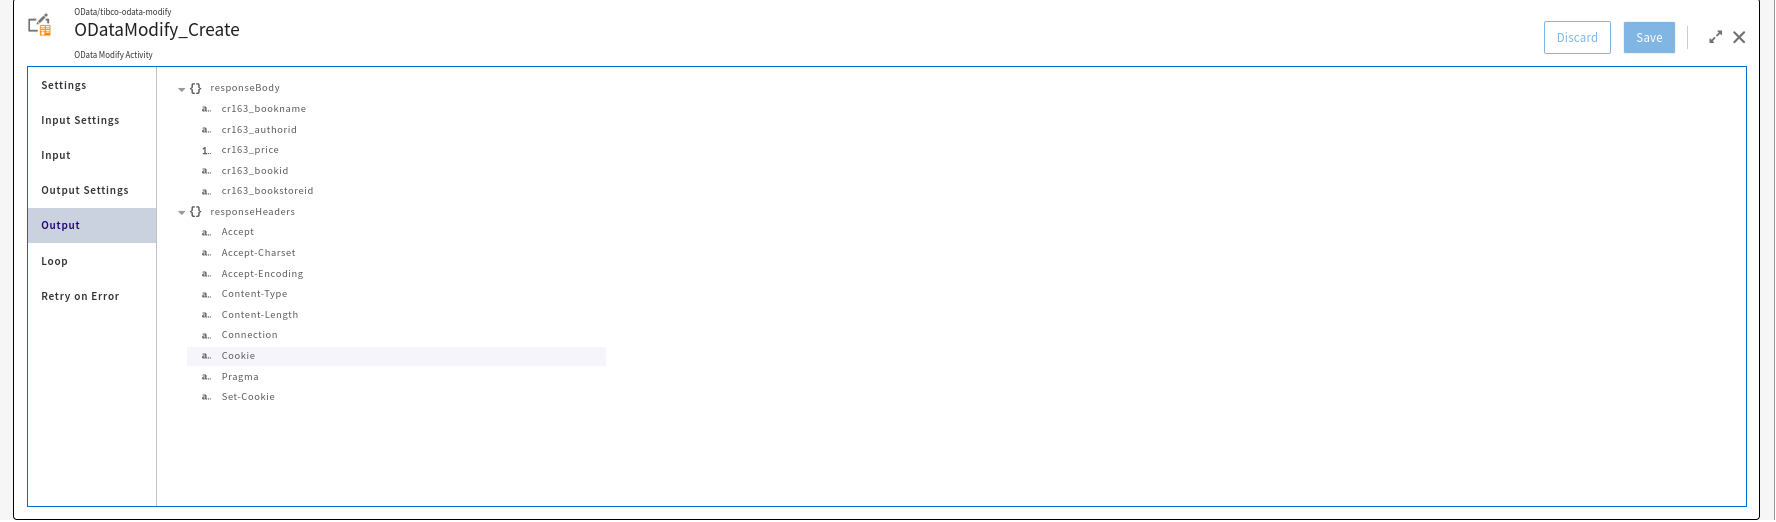 OData/tibco-odata-modify
ODataModify_Create
OData Modify Activity
Discard
Save
Settings
Input Settings
Input
Output Settings
Output
Loop
Retry on Error
{} responseBody
a.. cr163_bookname
a.. cr163_authorid
1.. cr163_price
a.. cr163_bookid
a.. cr163_bookstoreid
{} responseHeaders
a.. Accept
a.. Accept-Charset
a.. Accept-Encoding
a.. Content-Type
a.. Content-Length
a.. Connection
a.. Cookie
a.. Pragma
a.. Set-Cookie